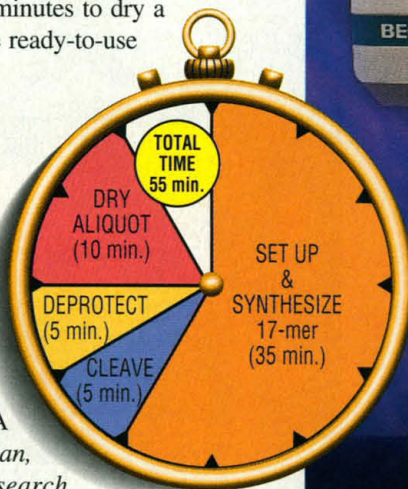 minutes to dry a
ready-to-use
BE
TOTAL
TIME
55 min.
DRY
ALIQUOT
(10 min.)
SET UP
&
SYNTHESIZE
17-mer
(35 min.)
DEPROTECT
(5 min.)
CLEAVE
(5 min.)
A
an,
search